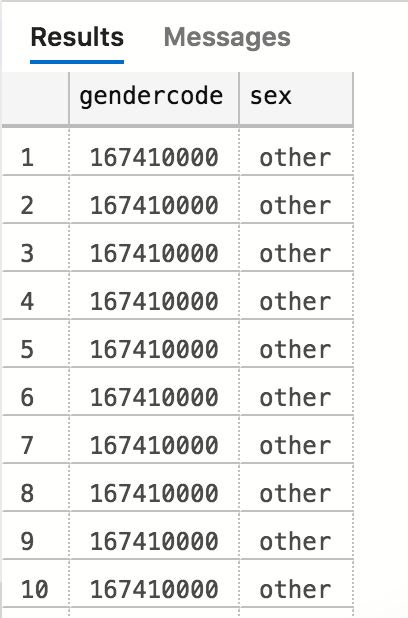 Results Messages
gendercode sex
1 167410000 other
2 167410000 other
3 167410000 other
4 167410000 other
5 167410000 other
6 167410000 other
7 167410000 other
8 167410000 other
9 167410000 other
10 167410000 other